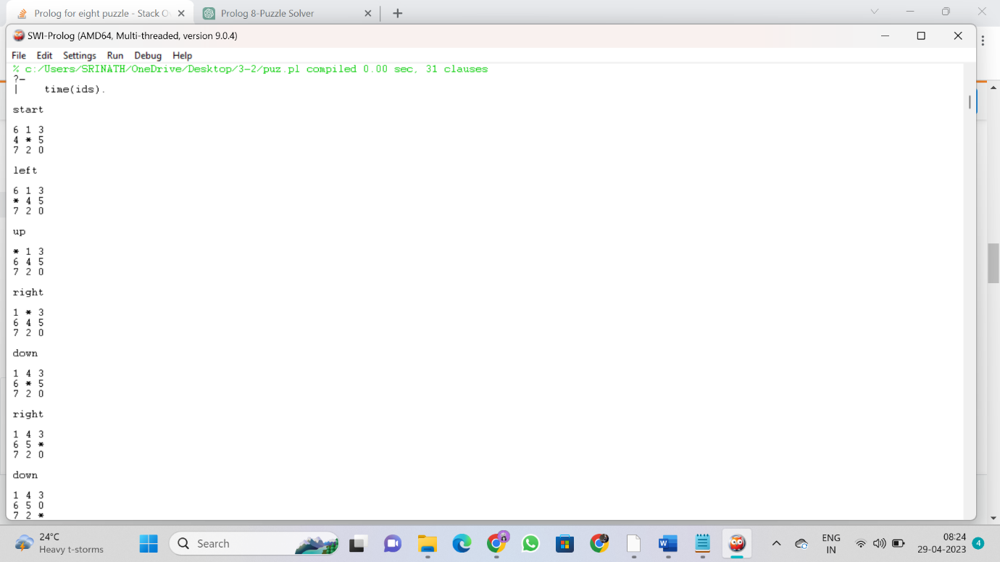 Prolog for eight puzzle - Stack O
Prolog 8-Puzzle Solver
SWI-Prolog (AMD64, Multi-threaded, version 9.0.4)
File Edit Settings Run Debug Help
% c:/Users/SRINATH/OneDrive/Desktop/3-2/puz.pl compiled 0.00 sec, 31 clauses
?-
|    time(ids).
start
6 1 3
4 * 5
7 2 0
left
6 1 3
* 4 5
7 2 0
up
* 1 3
6 4 5
7 2 0
right
1 * 3
6 4 5
7 2 0
down
1 4 3
6 * 5
7 2 0
right
1 4 3
6 5 *
7 2 0
down
1 4 3
6 5 0
7 2 *
24°C
Heavy t-storms
Search
ENG
IN
08:24
29-04-2023
4